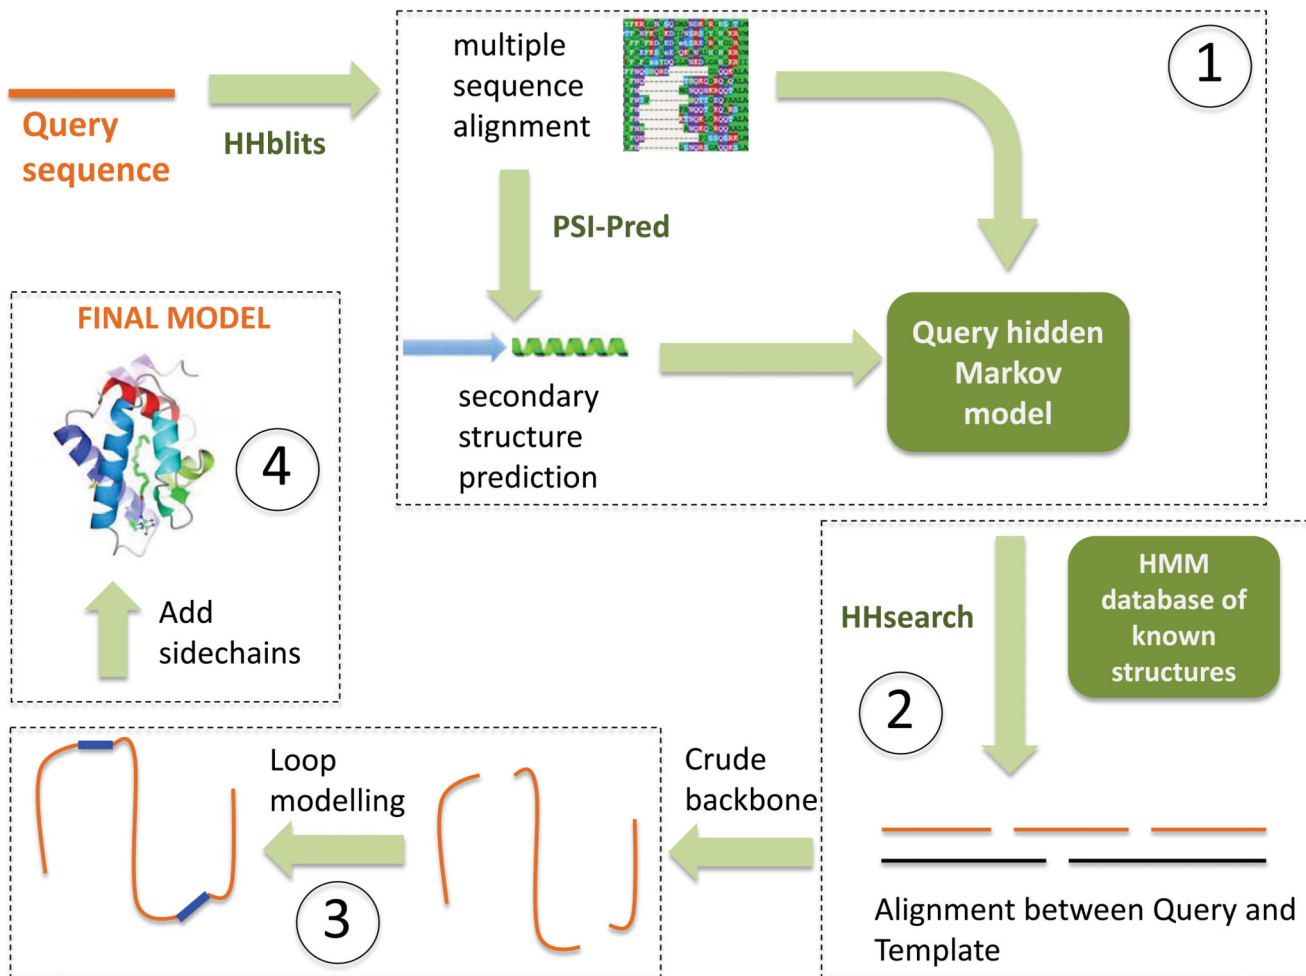 Query
sequence
HHblits
multiple
sequence
alignment
1
PSI-Pred
secondary
structure
prediction
Query hidden
Markov
model
HHsearch
2
HMM
database of
known
structures
Alignment between Query and
Template
Crude
backbone
Loop
modelling
3
FINAL MODEL
4
Add
sidechains